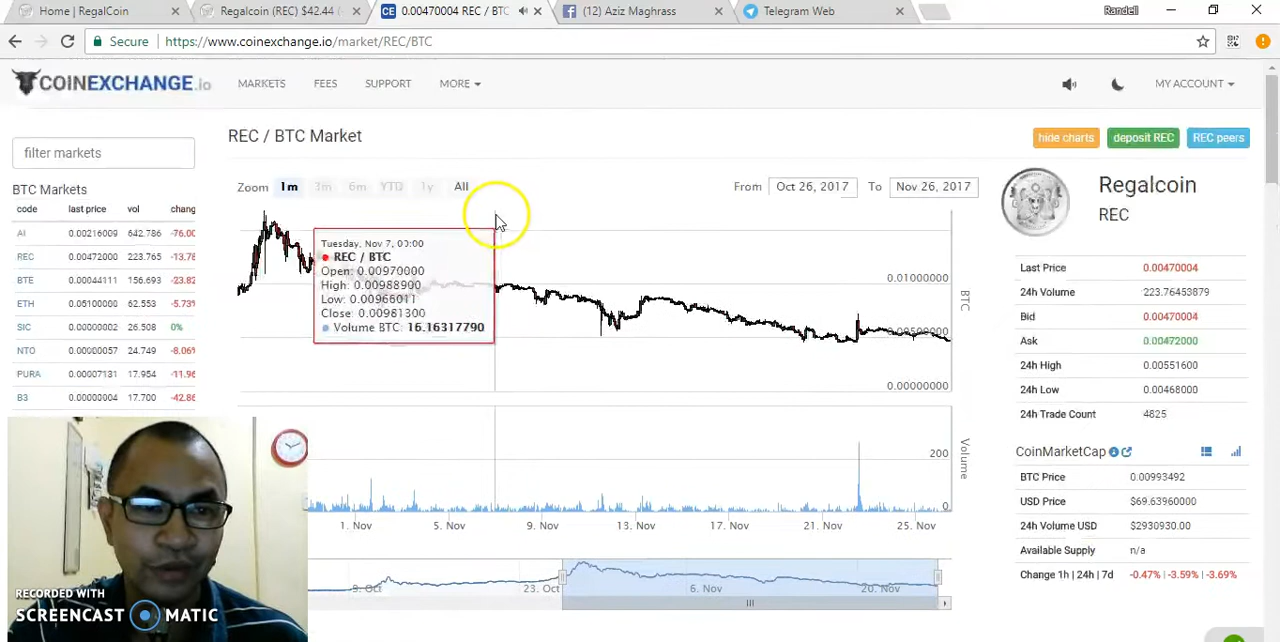 Home | RegalCoin
Regalcoin (REC) $42.44 (
0.00470004 REC / BTC
(12) Aziz Maghrass
Telegram Web
Randell
Secure | https://www.coinexchange.io/market/REC/BTC
COINEXCHANGE.io
MARKETS FEES SUPPORT MORE
MY ACCOUNT
REC / BTC Market
hide charts deposit REC REC peers
filter markets
BTC Markets
code last price vol chang
AI 0.00216009 642.786 -76.00
REC 0.00472000 223.765 -13.78
BTE 0.00044111 156.693 -23.82
ETH 0.08100000 62.553 -5.73%
SIC 0.00000002 26.508 0%
NTO 0.00000057 24.749 -8.06%
PURA 0.00007131 17.954 -11.96
B3 0.00000004 17.700 -42.86
Zoom 1m 3m 6m YTD 1y All
From Oct 26, 2017 To Nov 26, 2017
Tuesday, Nov 7, 03:00
REC / BTC
Open: 0.00970000
High: 0.00988900
Low: 0.00966011
Close: 0.00981300
Volume BTC: 16.16317790
0.01000000
0.00500000
0.00000000
BTC
200
0
Volume
1. Nov 5. Nov 9. Nov 13. Nov 17. Nov 21. Nov 25. Nov
9. Oct 23. Oct 6. Nov 20. Nov
Regalcoin
REC
Last Price 0.00470004
24h Volume 223.76453879
Bid 0.00470004
Ask 0.00472000
24h High 0.00551600
24h Low 0.00468000
24h Trade Count 4825
CoinMarketCap
BTC Price 0.00993492
USD Price $69.63960000
24h Volume USD $2930930.00
Available Supply n/a
Change 1h | 24h | 7d -0.47% | -3.59% | -3.69%
RECORDED WITH
SCREENCAST MATIC